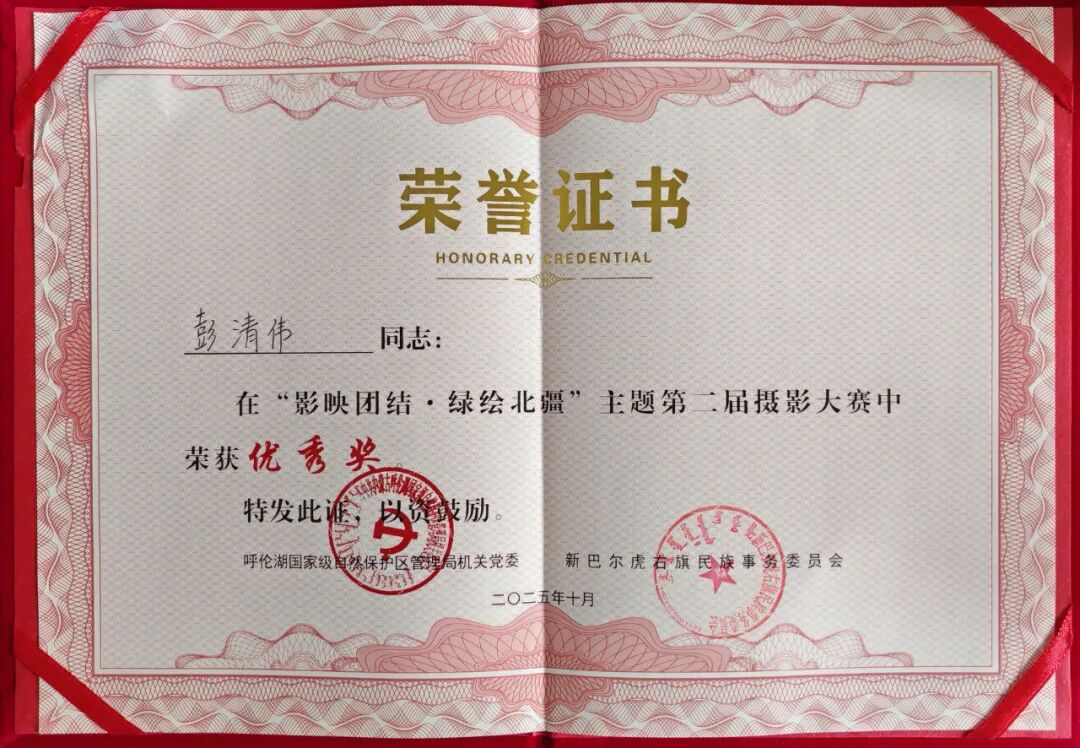 荣誉证书
HONORARY CREDENTIAL
彭清伟 同志：
在“影映团结·绿绘北疆”主题第二届摄影大赛中
荣获优秀奖。
特发此证，以资鼓励。
呼伦湖国家级自然保护区管理局机关党委 新巴尔虎右旗民族事务委员会
二〇二五年十月